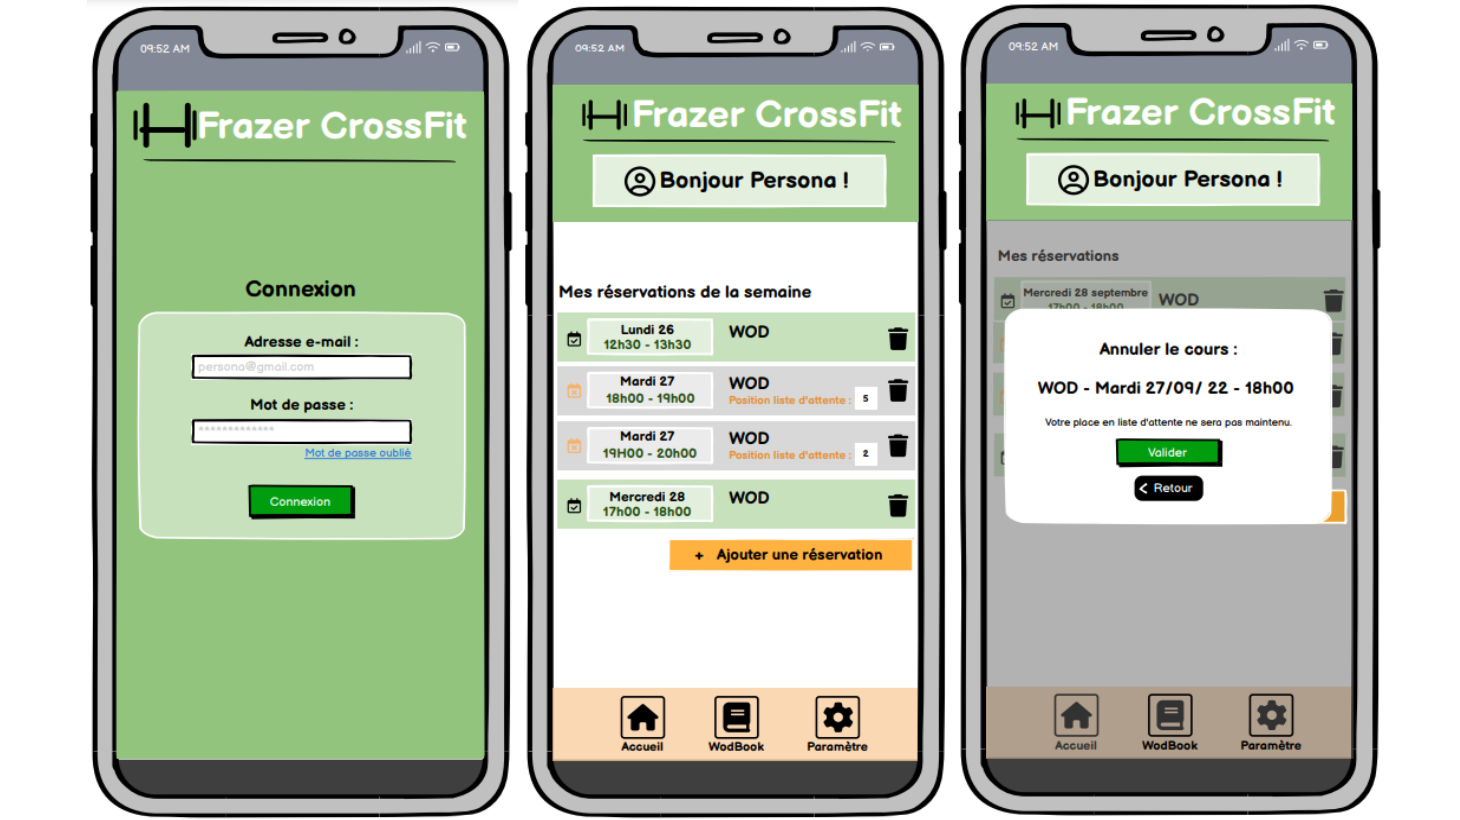 09:52 AM
Frazer CrossFit
Connexion
Adresse e-mail :
persona@gmail.com
Mot de passe :
*************
Mot de passe oublié
Connexion
09:52 AM
Frazer CrossFit
Bonjour Persona !
Mes réservations de la semaine
Lundi 26
12h30 - 13h30
WOD
Mardi 27
18h00 - 19h00
WOD
Position liste d'attente : 5
Mardi 27
19H00 - 20h00
WOD
Position liste d'attente : 2
Mercredi 28
17h00 - 18h00
WOD
+ Ajouter une réservation
Accueil
WodBook
Paramètre
09:52 AM
Frazer CrossFit
Bonjour Persona !
Mes réservations
Mercredi 28 septembre
17h00 - 18h00
WOD
Annuler le cours :
WOD - Mardi 27/09/ 22 - 18h00
Votre place en liste d'attente ne sera pas maintenu.
Valider
< Retour
Accueil
WodBook
Paramètre